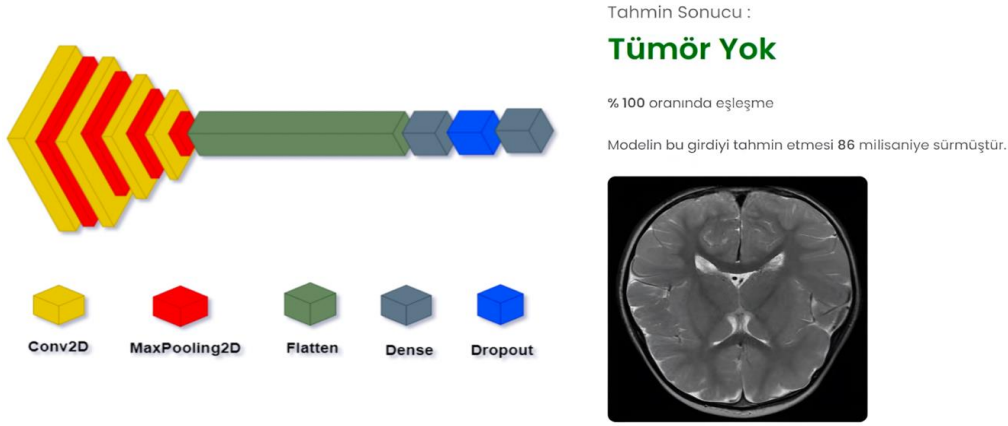 Tahmin Sonucu :
Tümör Yok
% 100 oranında eşleşme
Modelin bu girdiyi tahmin etmesi 86 milisaniye sürmüştür.
Conv2D MaxPooling2D Flatten Dense Dropout